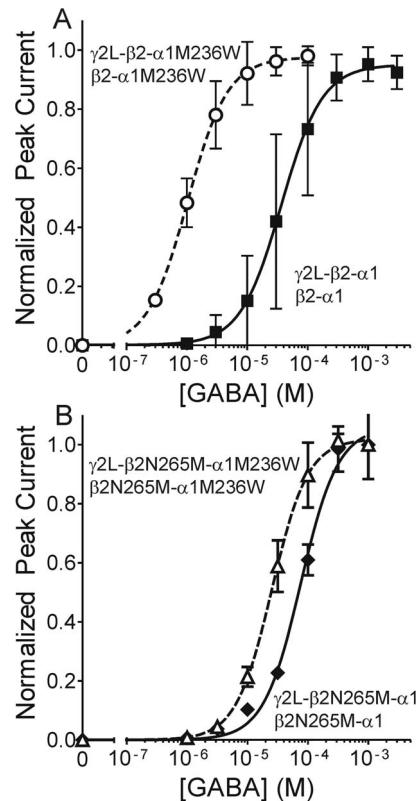 A
γ2L-β2-α1M236W
β2-α1M236W
1.0
0.8
0.6
0.4
0.2
0.0
Normalized Peak Current
γ2L-β2-α1
β2-α1
0 10⁻⁷ 10⁻⁶ 10⁻⁵ 10⁻⁴ 10⁻³
[GABA] (M)
B
γ2L-β2N265M-α1M236W
β2N265M-α1M236W
1.0
0.8
0.6
0.4
0.2
0.0
Normalized Peak Current
γ2L-β2N265M-α1
β2N265M-α1
0 10⁻⁷ 10⁻⁶ 10⁻⁵ 10⁻⁴ 10⁻³
[GABA] (M)